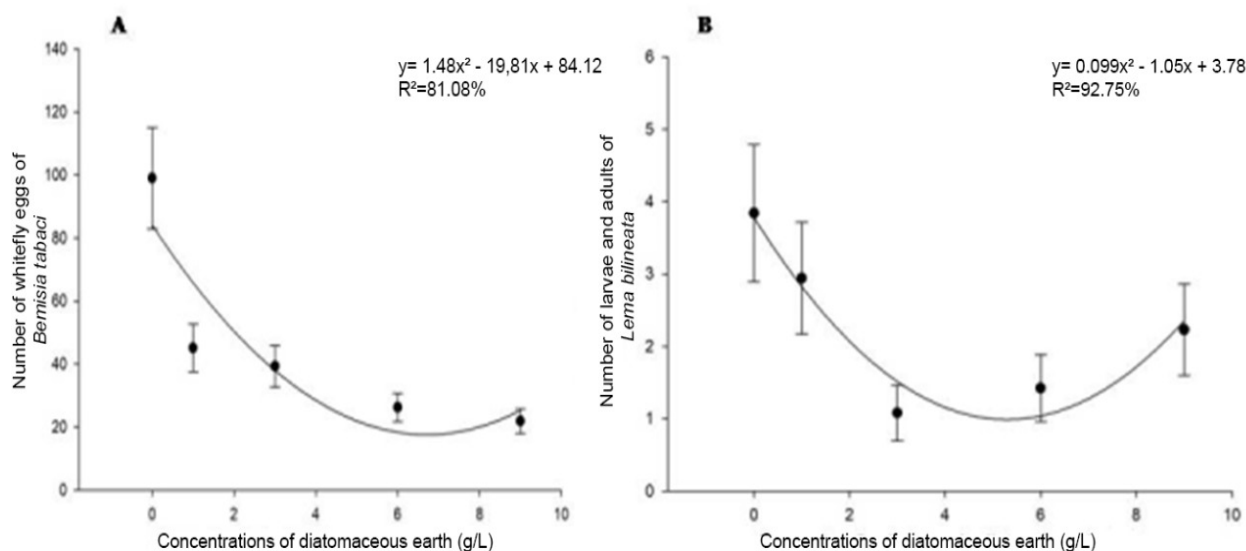 A
140
120
100
80
60
40
20
0
0 2 4 6 8 10
y= 1.48x² - 19,81x + 84.12
R²=81.08%
Number of whitefly eggs of
Bemisia tabaci
Concentrations of diatomaceous earth (g/L)
B
6
5
4
3
2
1
0
0 2 4 6 8 10
y= 0.099x² - 1.05x + 3.78
R²=92.75%
Number of larvae and adults of
Lema bilineata
Concentrations of diatomaceous earth (g/L)